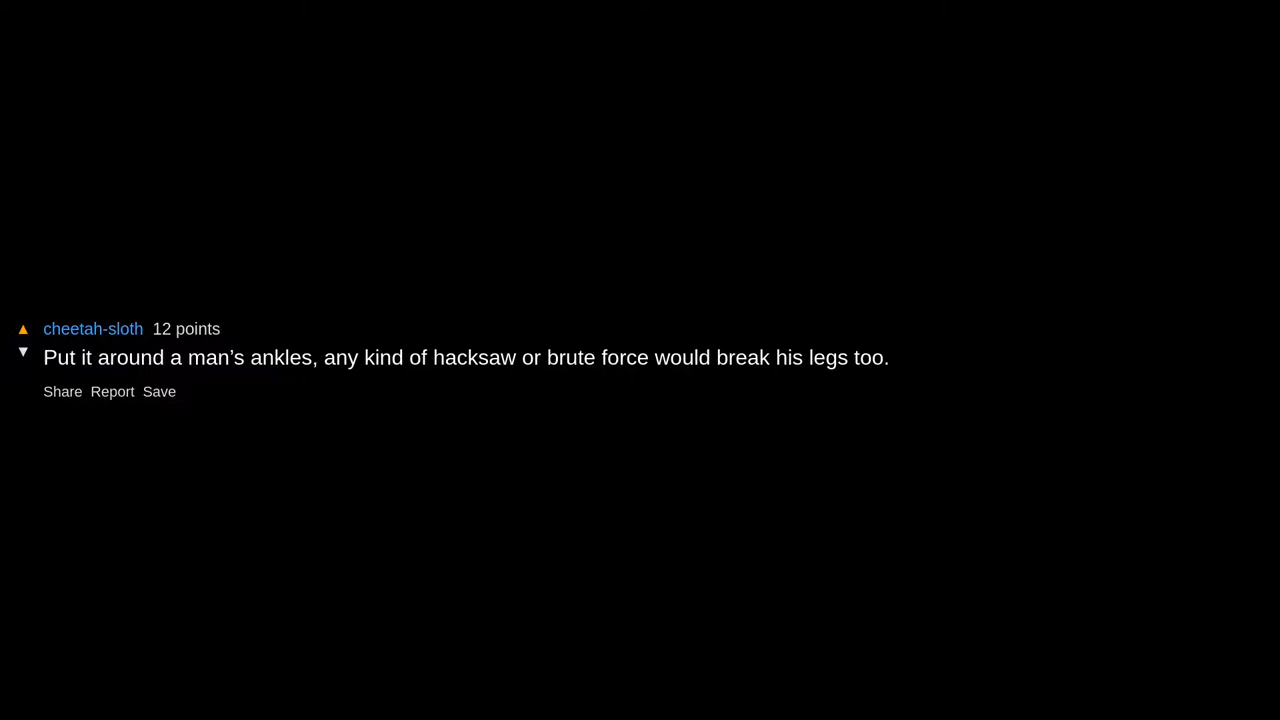 ▲ cheetah-sloth 12 points
▼ Put it around a man’s ankles, any kind of hacksaw or brute force would break his legs too.
Share Report Save